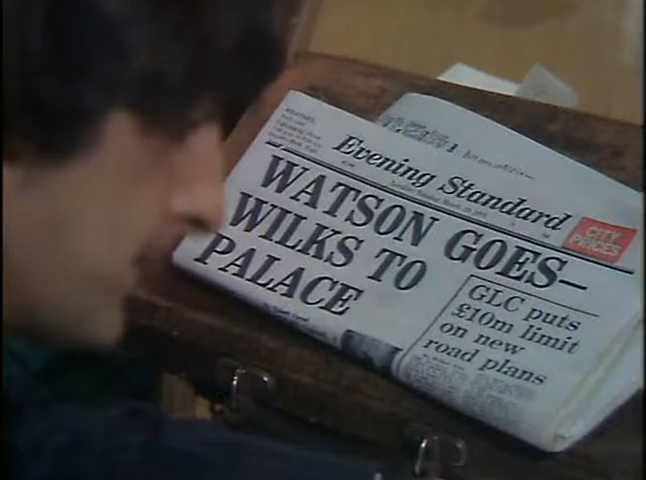 Evening Standard
CITY
PRICES
WATSON GOES—
WILKS TO
PALACE
GLC puts
£10m limit
on new
road plans